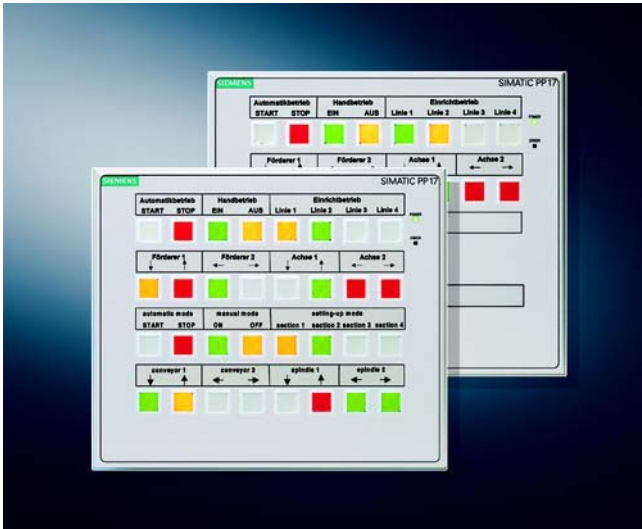 SIEMENS SIMATIC PP17
Automatikbetrieb Handbetrieb Einrichtbetrieb
START STOP EIN AUS Linie 1 Linie 2 Linie 3 Linie 4
POWER
Förderer 1 Förderer 2 Achse 1 Achse 2
↓ ↑ ← → ↓ ↑ ← →
SIEMENS SIMATIC PP17
Automatikbetrieb Handbetrieb Einrichtbetrieb
START STOP EIN AUS Linie 1 Linie 2 Linie 3 Linie 4
POWER
Förderer 1 Förderer 2 Achse 1 Achse 2
↓ ↑ ← → ↓ ↑ ← →
automatic mode manual mode setting-up mode
START STOP ON OFF section 1 section 2 section 3 section 4
conveyor 1 conveyor 2 spindle 1 spindle 2
↓ ↑ ← → ↓ ↑ ← →